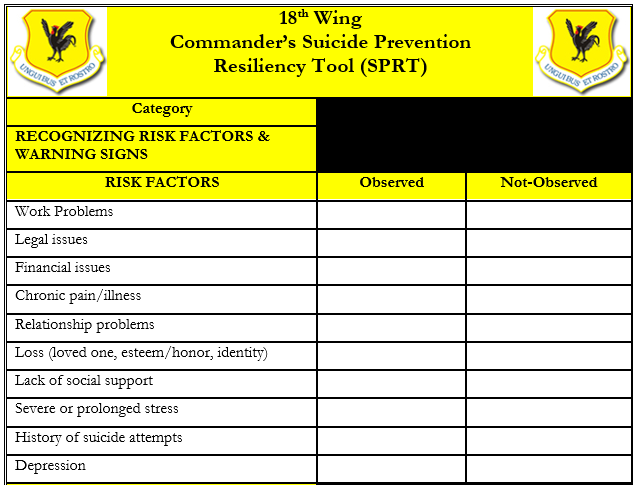 18th Wing
Commander's Suicide Prevention
Resiliency Tool (SPRT)
UNGUIBUS ET ROSTRO
UNGUIBUS ET ROSTRO
Category
RECOGNIZING RISK FACTORS &
WARNING SIGNS
RISK FACTORS Observed Not-Observed
Work Problems
Legal issues
Financial issues
Chronic pain/illness
Relationship problems
Loss (loved one, esteem/honor, identity)
Lack of social support
Severe or prolonged stress
History of suicide attempts
Depression